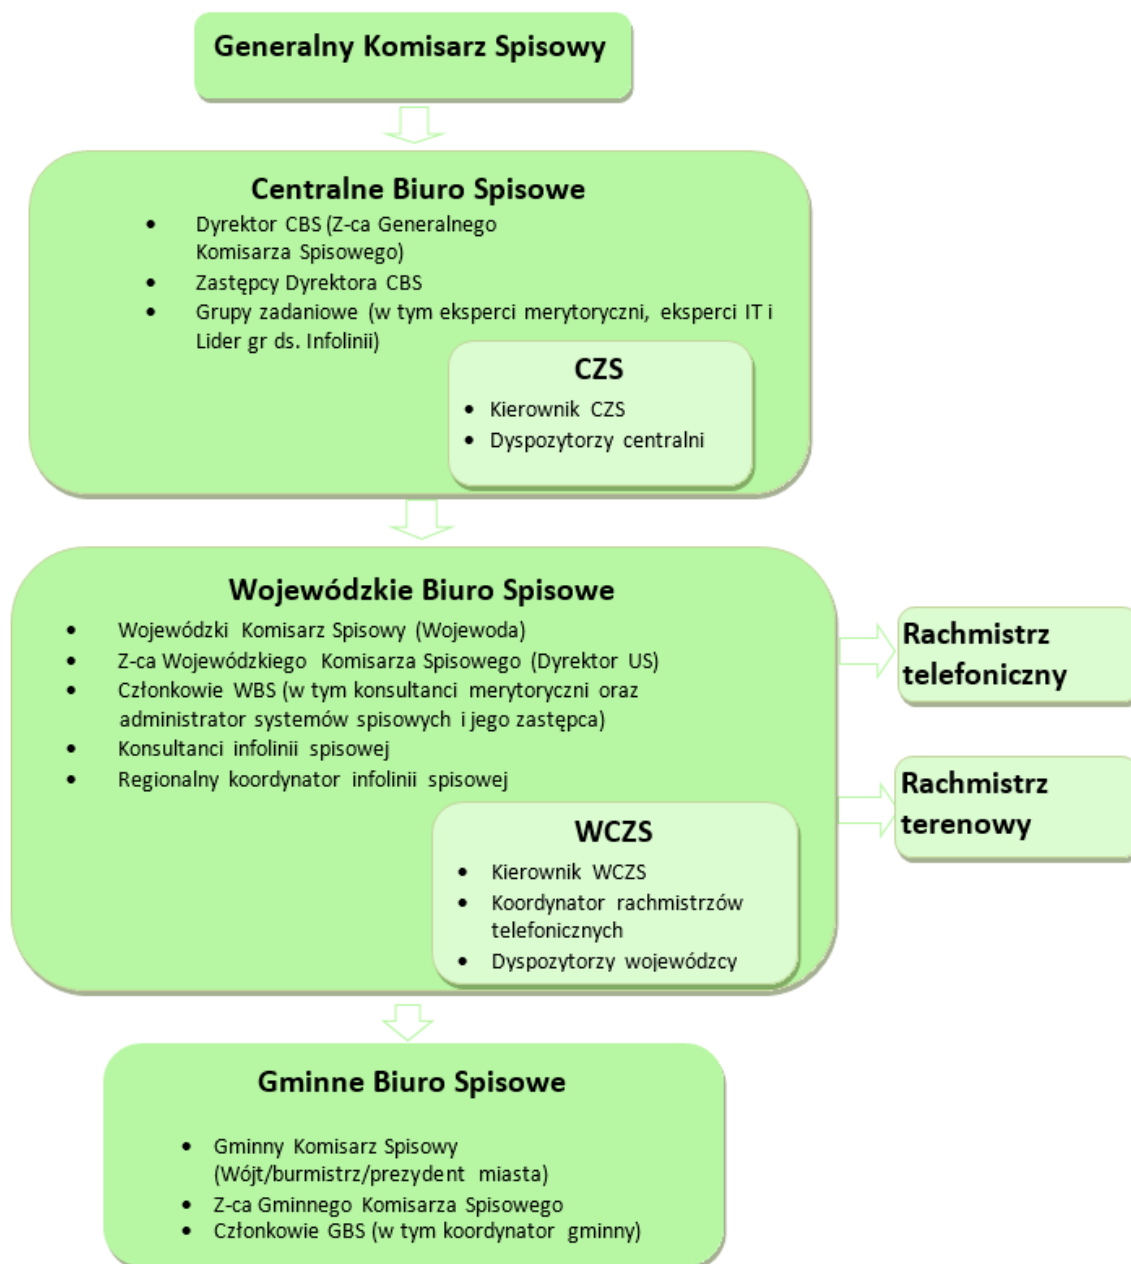 Generalny Komisarz Spisowy
Centralne Biuro Spisowe
• Dyrektor CBS (Z-ca Generalnego
Komisarza Spisowego)
• Zastępcy Dyrektora CBS
• Grupy zadaniowe (w tym eksperci merytoryczni, eksperci IT i
Lider gr ds. Infolinii)
CZS
• Kierownik CZS
• Dyspozytorzy centralni
Wojewódzkie Biuro Spisowe
• Wojewódzki Komisarz Spisowy (Wojewoda)
• Z-ca Wojewódzkiego Komisarza Spisowego (Dyrektor US)
• Członkowie WBS (w tym konsultanci merytoryczni oraz
administrator systemów spisowych i jego zastępca)
• Konsultanci infolinii spisowej
• Regionalny koordynator infolinii spisowej
WCZS
• Kierownik WCZS
• Koordynator rachmistrzów
telefonicznych
• Dyspozytorzy wojewódzcy
Rachmistrz
telefoniczny
Rachmistrz
terenowy
Gminne Biuro Spisowe
• Gminny Komisarz Spisowy
(Wójt/burmistrz/prezydent miasta)
• Z-ca Gminnego Komisarza Spisowego
• Członkowie GBS (w tym koordynator gminny)